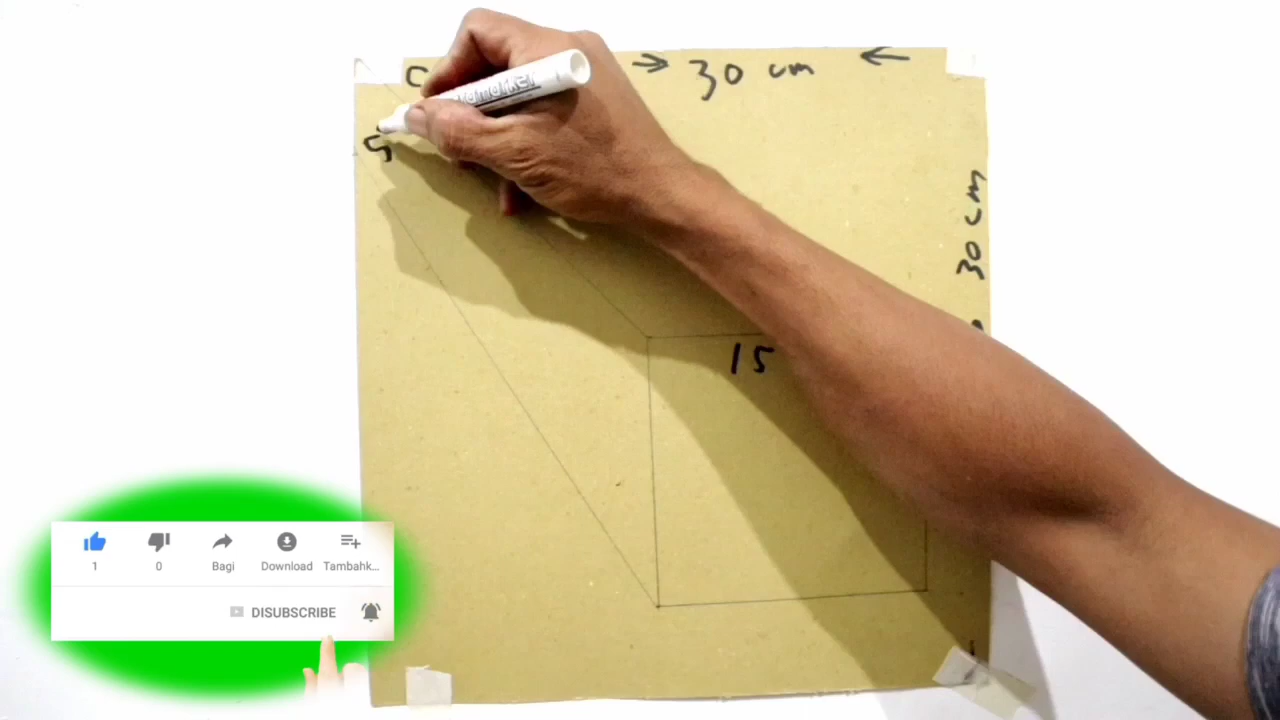 C
→ 30 cm ←
5
30 cm
15
1
0
Bagi
Download
Tambahk...
DISUBSCRIBE